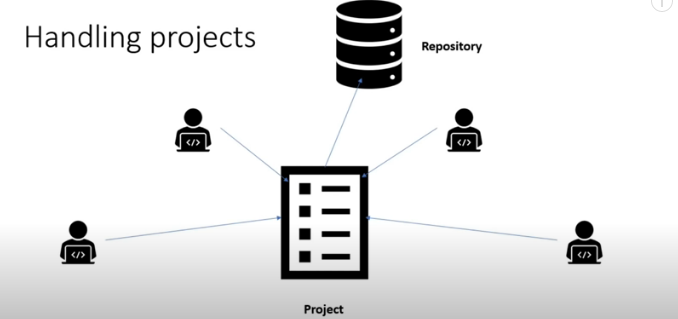 Handling projects
Repository
</>
</>
</>
</>
Project